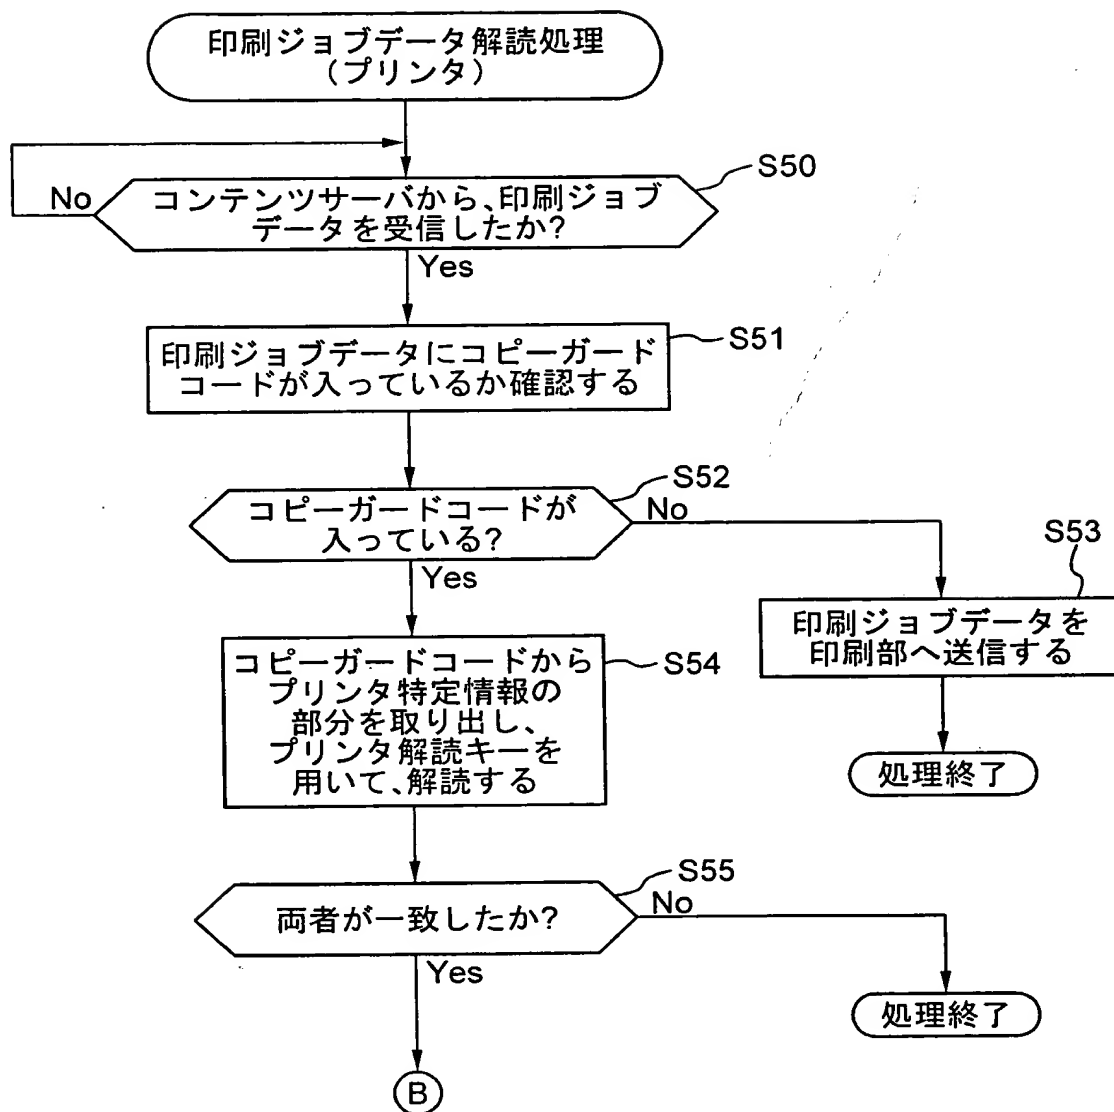 印刷ジョブデータ解読処理
(プリンタ)
S50
No
コンテンツサーバから、印刷ジョブ
データを受信したか?
Yes
S51
印刷ジョブデータにコピーガード
コードが入っているか確認する
S52
コピーガードコードが
入っている?
No
Yes
S53
印刷ジョブデータを
印刷部へ送信する
処理終了
S54
コピーガードコードから
プリンタ特定情報の
部分を取り出し、
プリンタ解読キーを
用いて、解読する
S55
両者が一致したか?
No
Yes
処理終了
B